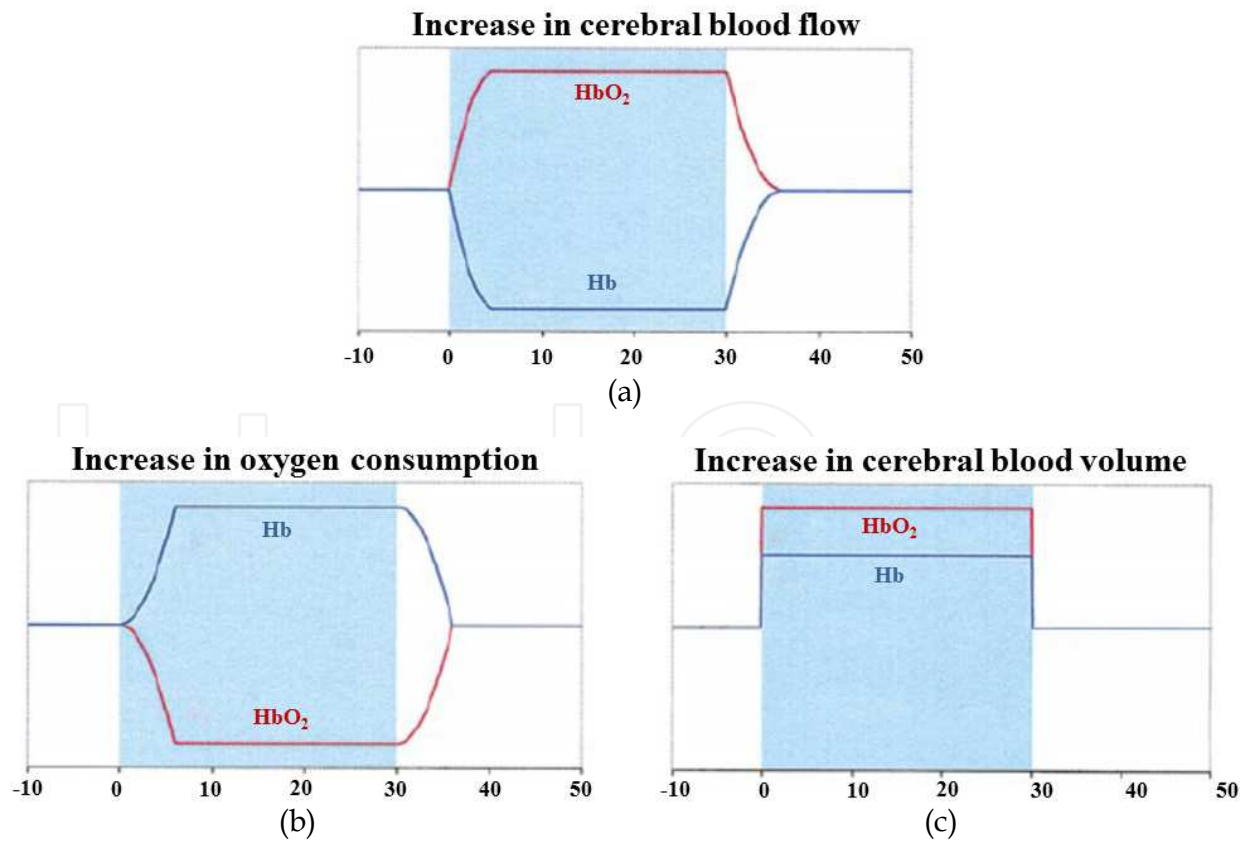 Increase in cerebral blood flow
HbO₂
Hb
-10 0 10 20 30 40 50
(a)
Increase in oxygen consumption
Hb
HbO₂
-10 0 10 20 30 40 50
(b)
Increase in cerebral blood volume
HbO₂
Hb
-10 0 10 20 30 40 50
(c)